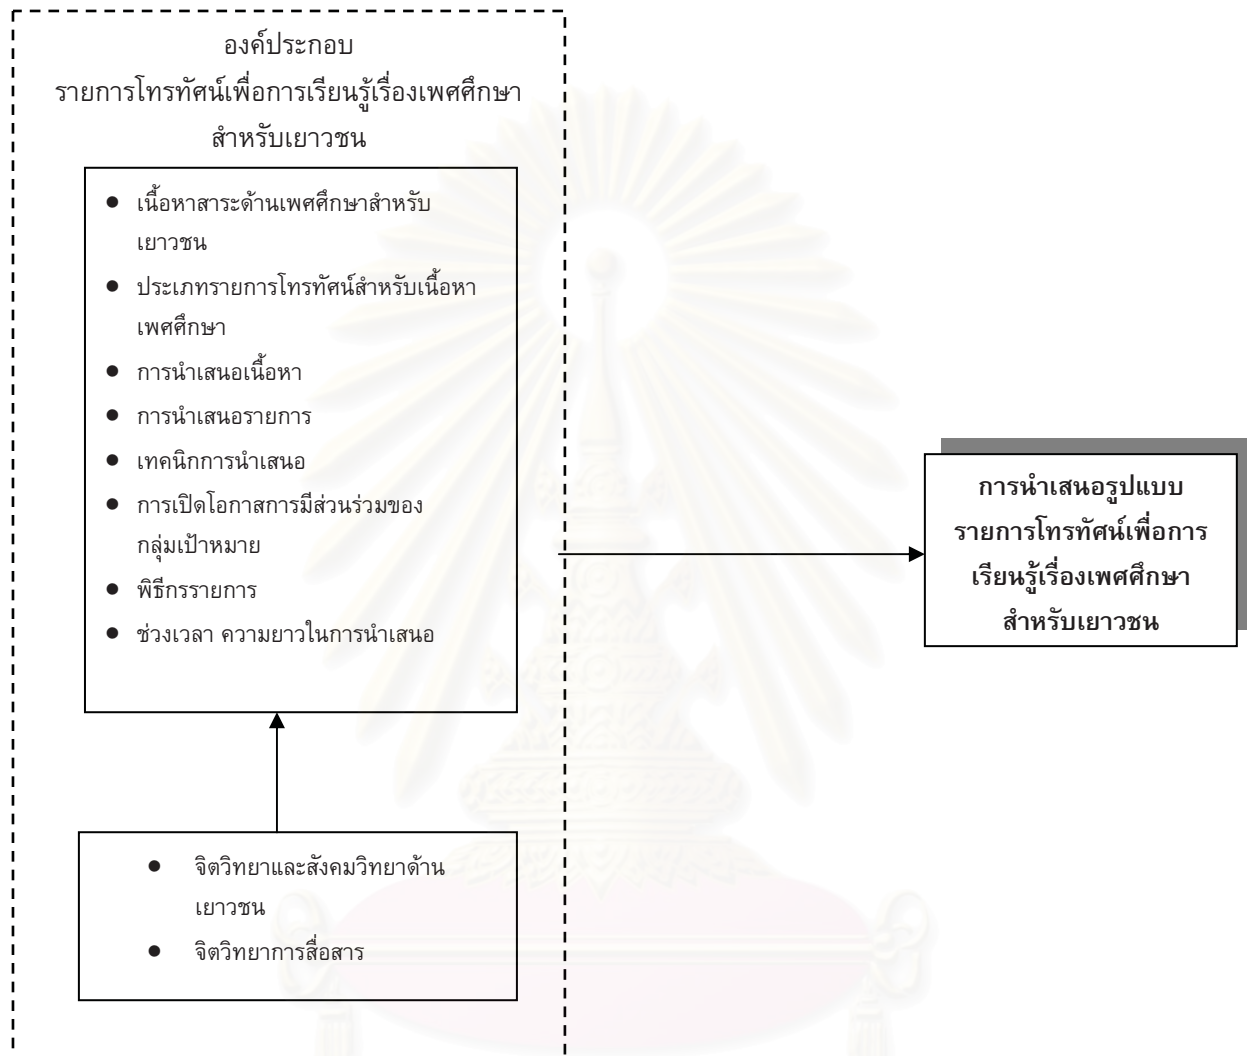 องค์ประกอบ
รายการโทรทัศน์เพื่อการเรียนรู้เรื่องเพศศึกษา
สำหรับเยาวชน
● เนื้อหาสาระด้านเพศศึกษาสำหรับ
เยาวชน
● ประเภทรายการโทรทัศน์สำหรับเนื้อหา
เพศศึกษา
● การนำเสนอเนื้อหา
● การนำเสนอรายการ
● เทคนิกการนำเสนอ
● การเปิดโอกาสการมีส่วนร่วมของ
กลุ่มเป้าหมาย
● พิธีกรรายการ
● ช่วงเวลา ความยาวในการนำเสนอ
● จิตวิทยาและสังคมวิทยาด้าน
เยาวชน
● จิตวิทยาการสื่อสาร
การนำเสนอรูปแบบ
รายการโทรทัศน์เพื่อการ
เรียนรู้เรื่องเพศศึกษา
สำหรับเยาวชน